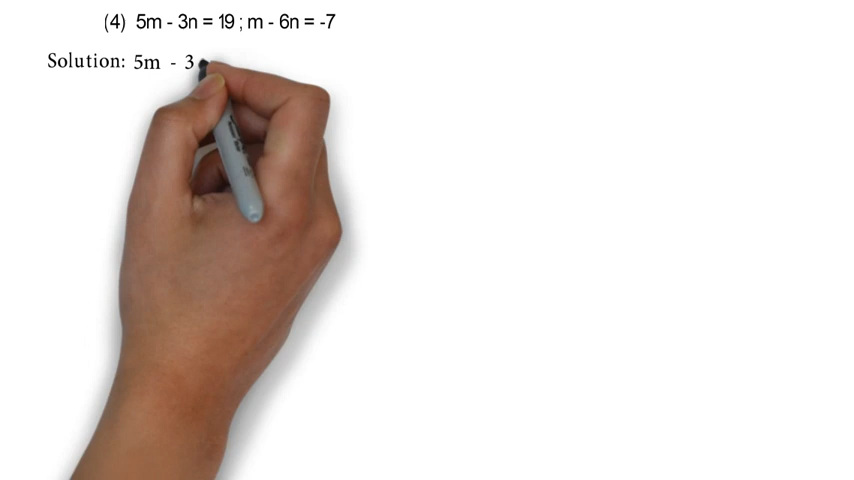 (4) 5m - 3n = 19 ; m - 6n = -7
Solution: 5m - 3